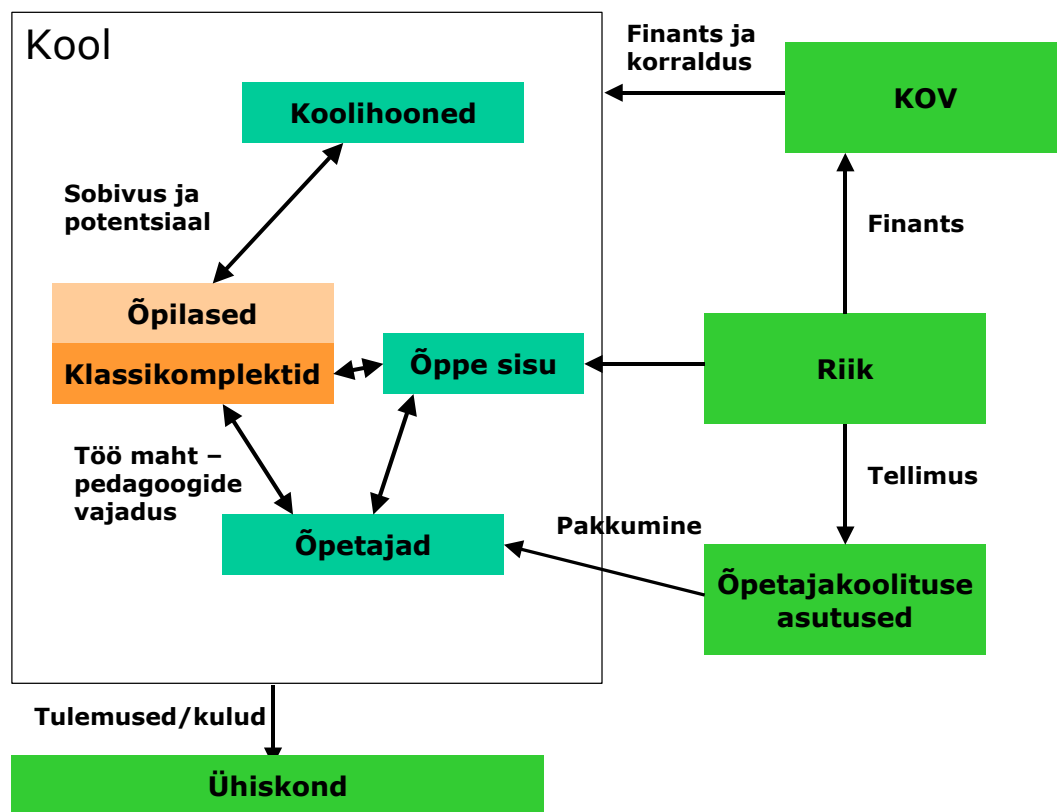 Kool
Finants ja
korraldus
KOV
Koolihooned
Sobivus ja
potentsiaal
Finants
Õpilased
Klassikomplektid
Õppe sisu
Riik
Töö maht –
pedagoogide
vajadus
Tellimus
Õpetajad
Pakkumine
Õpetajakoolituse
asutused
Tulemused/kulud
Ühiskond